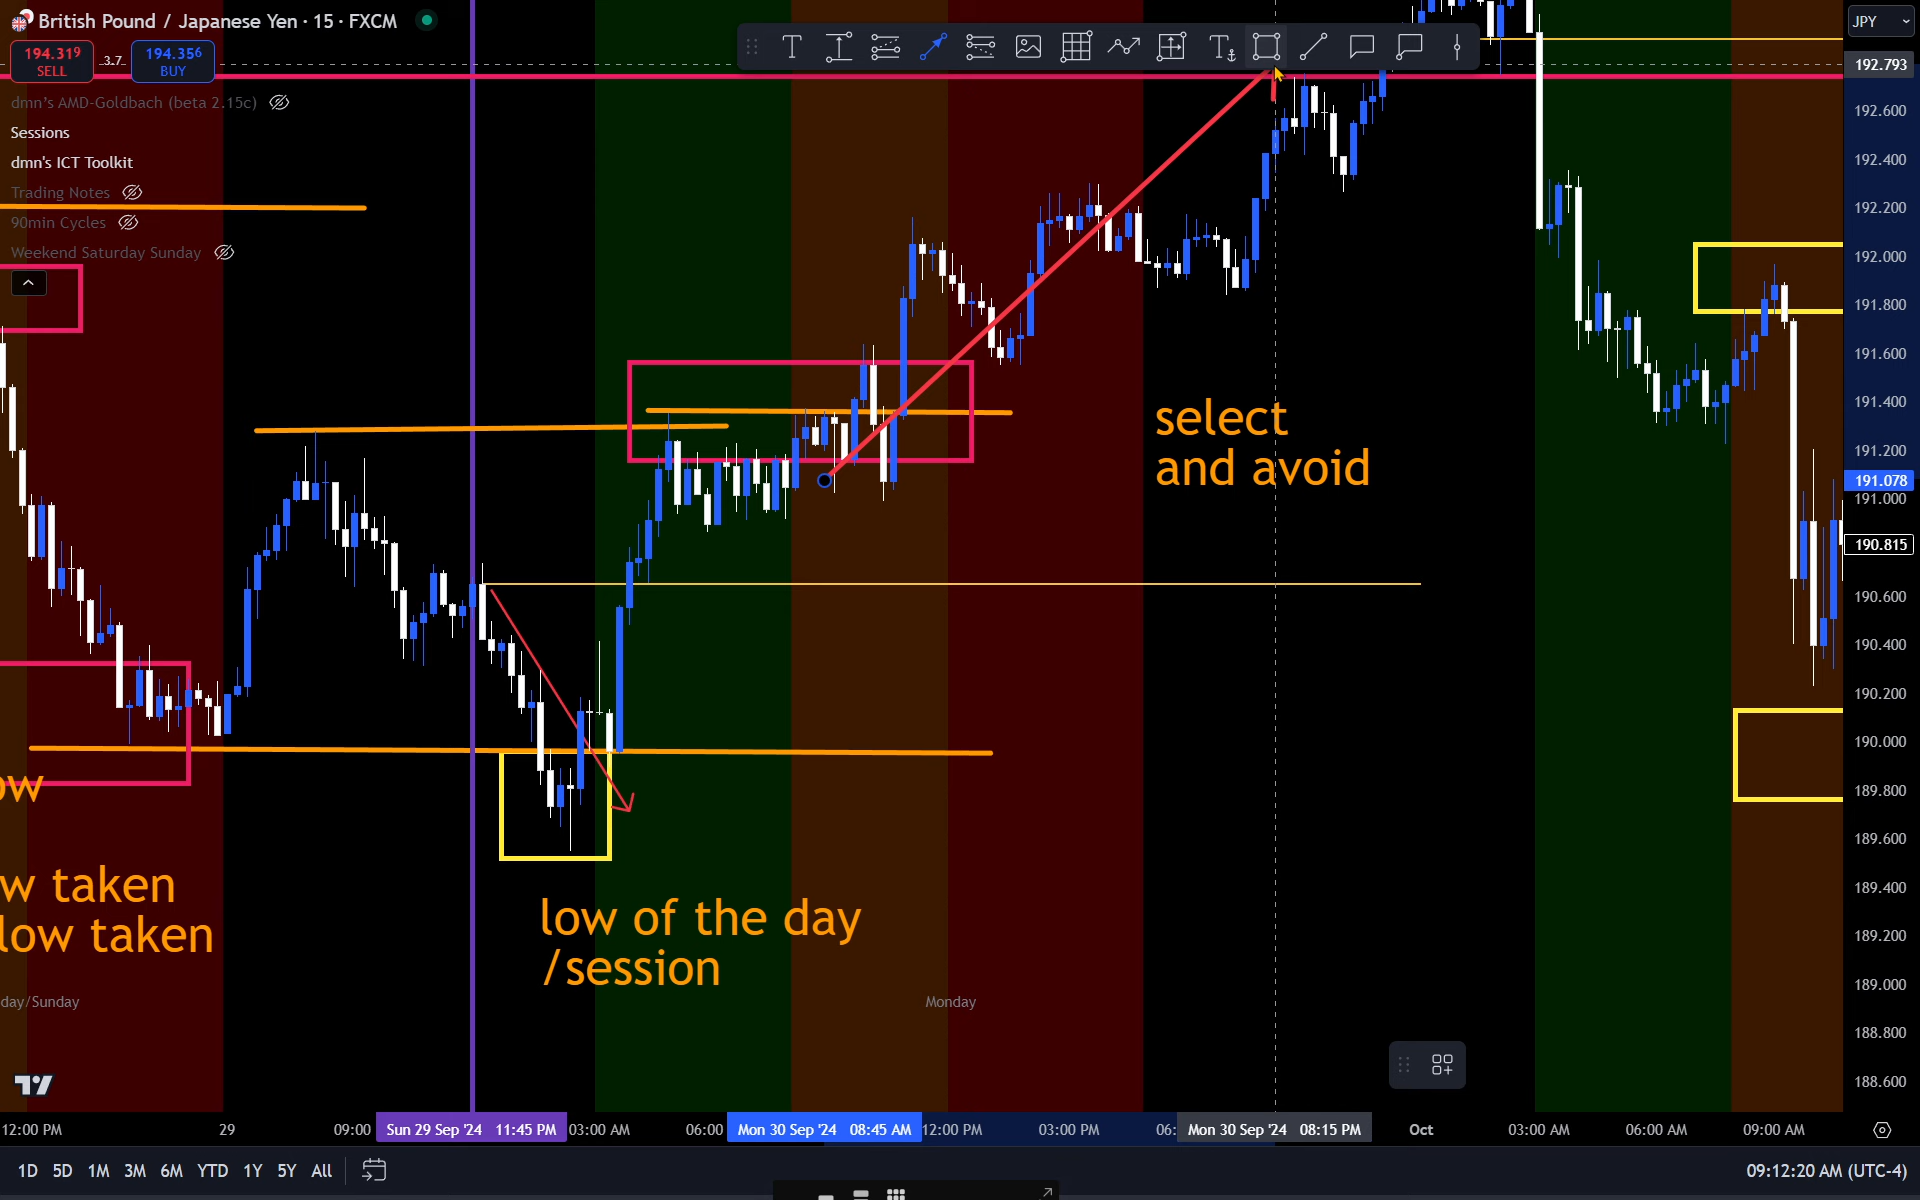 British Pound / Japanese Yen · 15 · FXCM
194.319
SELL
3.7
194.356
BUY
dmn's AMD-Goldbach (beta 2.15c)
Sessions
dmn's ICT Toolkit
Trading Notes
90min Cycles
Weekend Saturday Sunday
JPY
192.793
192.600
192.400
192.200
192.000
191.800
191.600
191.400
191.200
191.078
191.000
190.815
190.600
190.400
190.200
190.000
189.800
189.600
189.400
189.200
189.000
188.800
188.600
select
and avoid
ow
w taken
low taken
low of the day
/session
day/Sunday
Monday
12:00 PM
29
09:00
Sun 29 Sep '24 11:45 PM
03:00 AM
06:00
Mon 30 Sep '24 08:45 AM
12:00 PM
03:00 PM
06:
Mon 30 Sep '24 08:15 PM
Oct
03:00 AM
06:00 AM
09:00 AM
1D 5D 1M 3M 6M YTD 1Y 5Y All
09:12:20 AM (UTC-4)